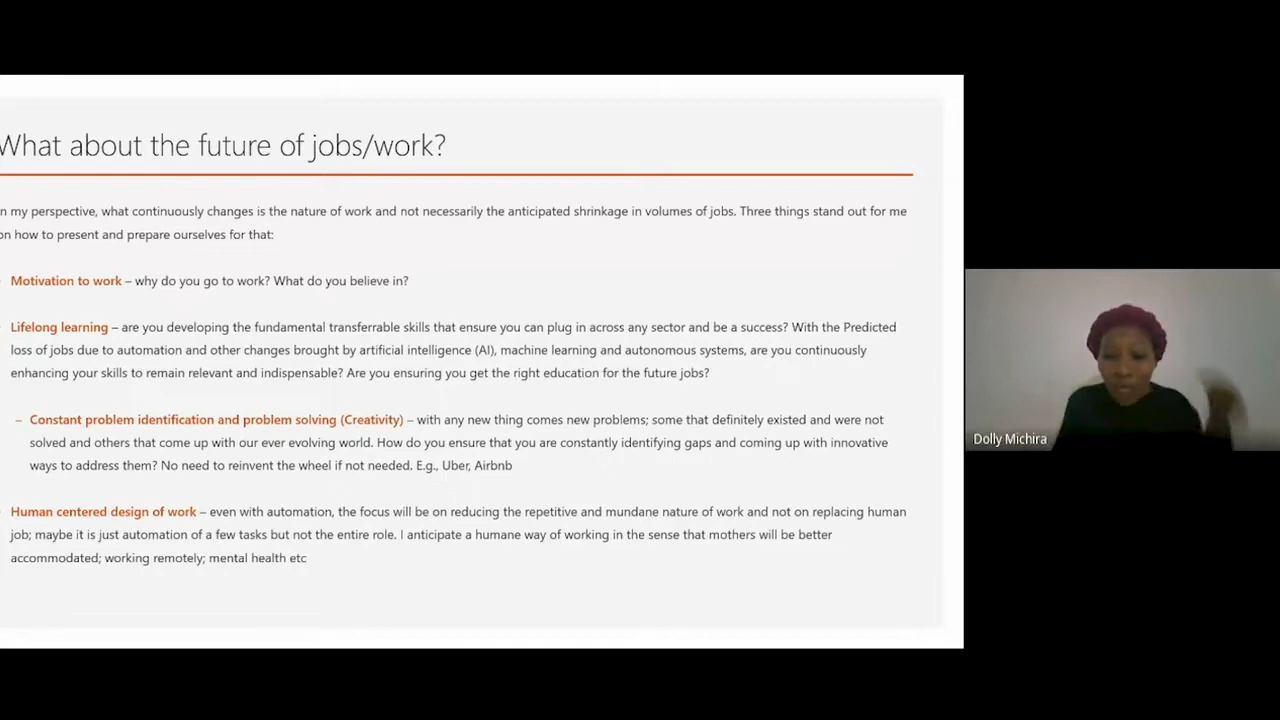 What about the future of jobs/work?
n my perspective, what continuously changes is the nature of work and not necessarily the anticipated shrinkage in volumes of jobs. Three things stand out for me
on how to present and prepare ourselves for that:
Motivation to work – why do you go to work? What do you believe in?
Lifelong learning – are you developing the fundamental transferrable skills that ensure you can plug in across any sector and be a success? With the Predicted
loss of jobs due to automation and other changes brought by artificial intelligence (AI), machine learning and autonomous systems, are you continuously
enhancing your skills to remain relevant and indispensable? Are you ensuring you get the right education for the future jobs?
– Constant problem identification and problem solving (Creativity) – with any new thing comes new problems; some that definitely existed and were not
solved and others that come up with our ever evolving world. How do you ensure that you are constantly identifying gaps and coming up with innovative
ways to address them? No need to reinvent the wheel if not needed. E.g., Uber, Airbnb
Human centered design of work – even with automation, the focus will be on reducing the repetitive and mundane nature of work and not on replacing human
job; maybe it is just automation of a few tasks but not the entire role. I anticipate a humane way of working in the sense that mothers will be better
accommodated; working remotely; mental health etc
Dolly Michira